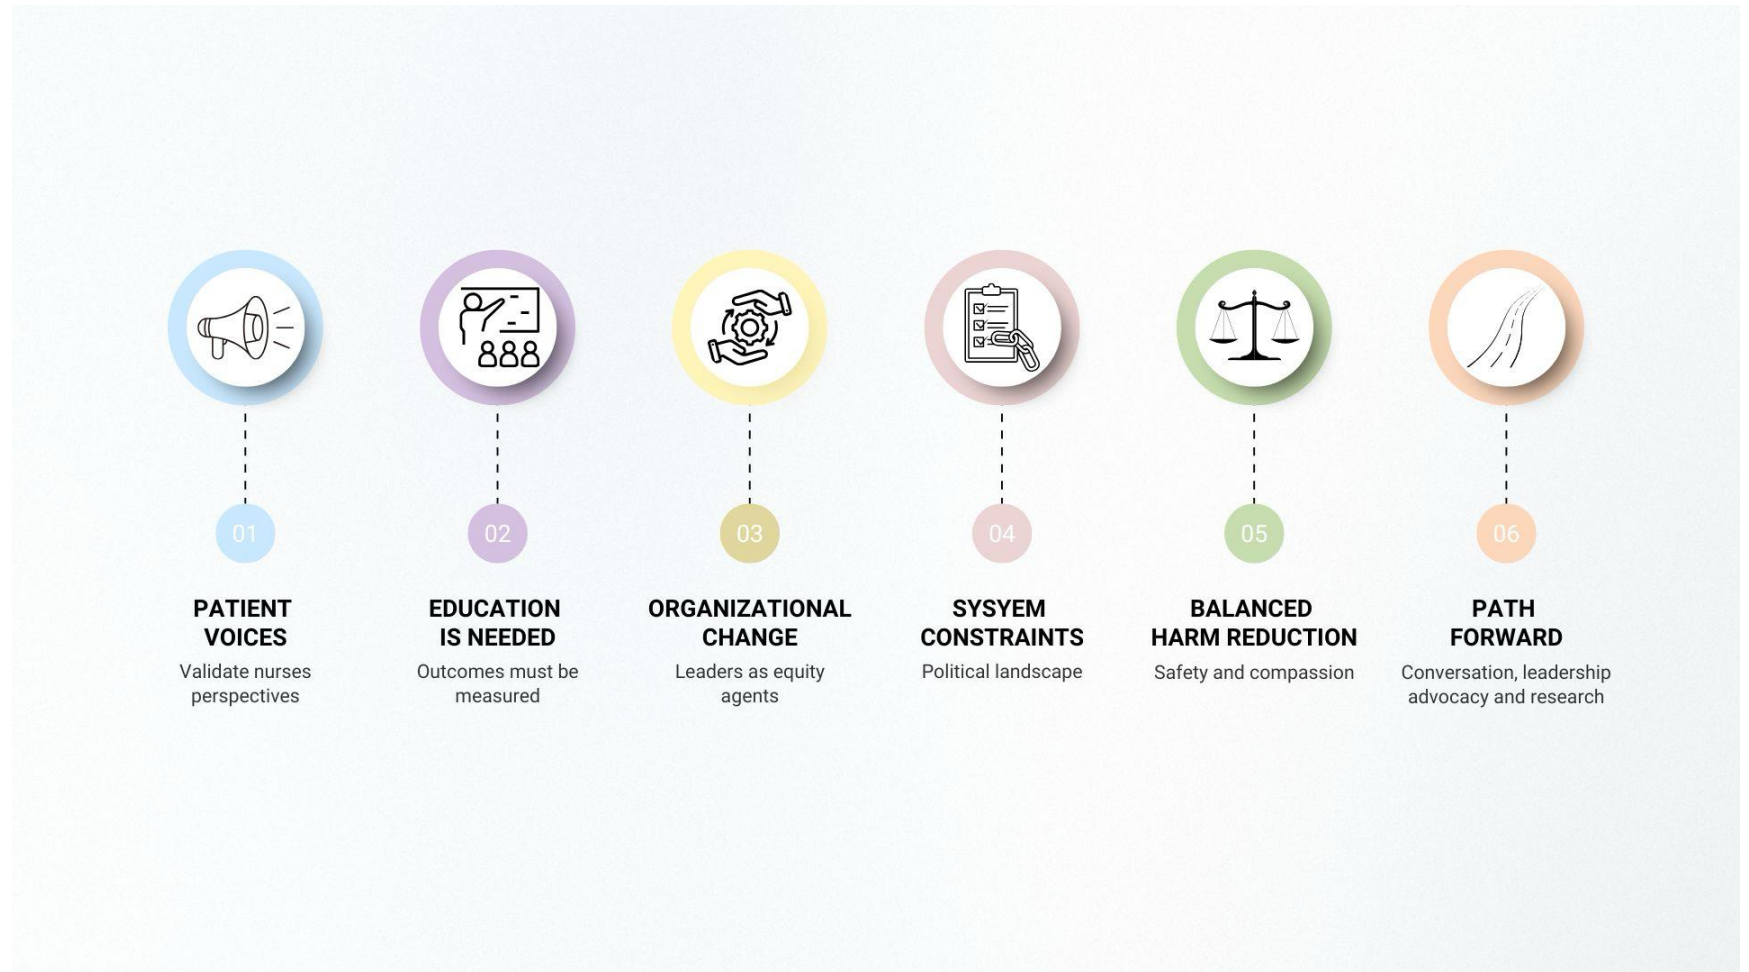 01
PATIENT
VOICES
Validate nurses
perspectives
02
EDUCATION
IS NEEDED
Outcomes must be
measured
03
ORGANIZATIONAL
CHANGE
Leaders as equity
agents
04
SYSYEM
CONSTRAINTS
Political landscape
05
BALANCED
HARM REDUCTION
Safety and compassion
06
PATH
FORWARD
Conversation, leadership
advocacy and research